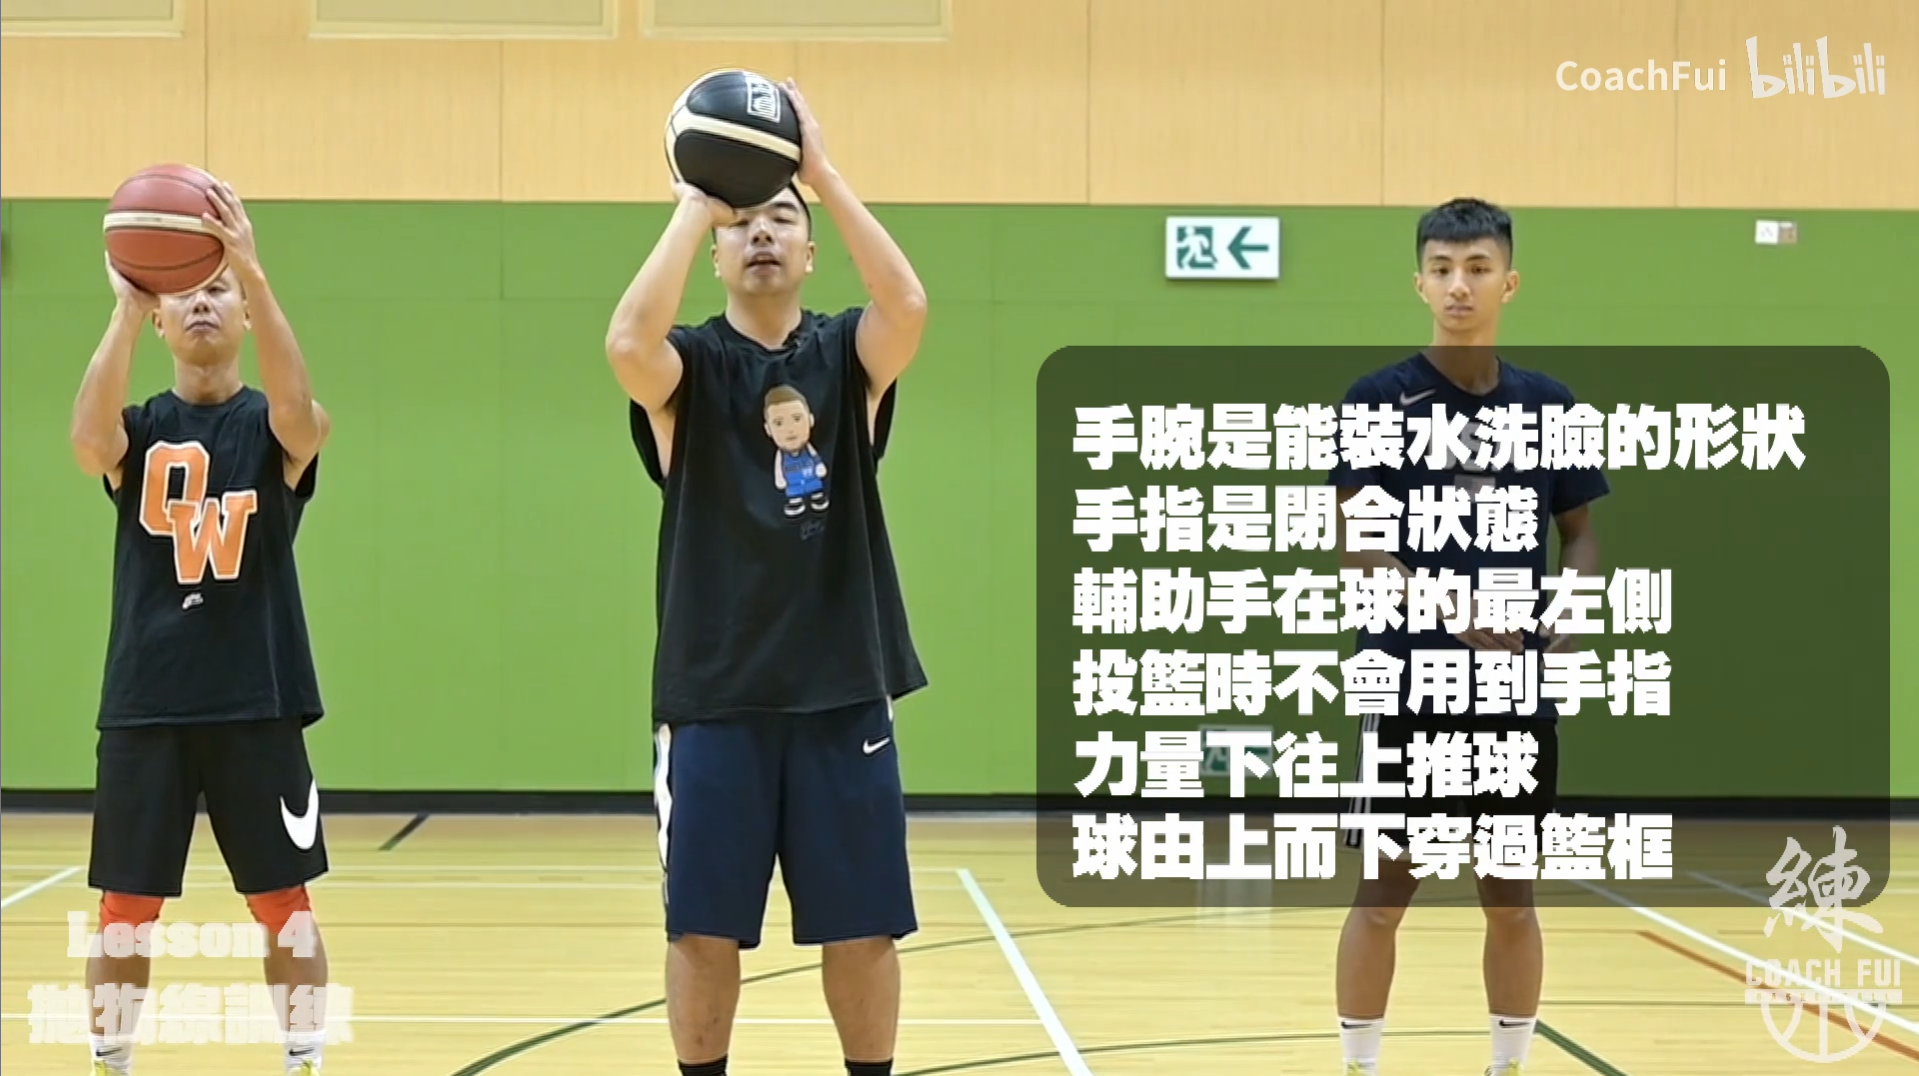 CoachFui bilibili
手腕是能裝水洗臉的形狀
手指是閉合狀態
輔助手在球的最左側
投籃時不會用到手指
力量下往上推球
球由上而下穿過籃框
OW
Lesson 4
拋物線訓練
練
COACH FUI